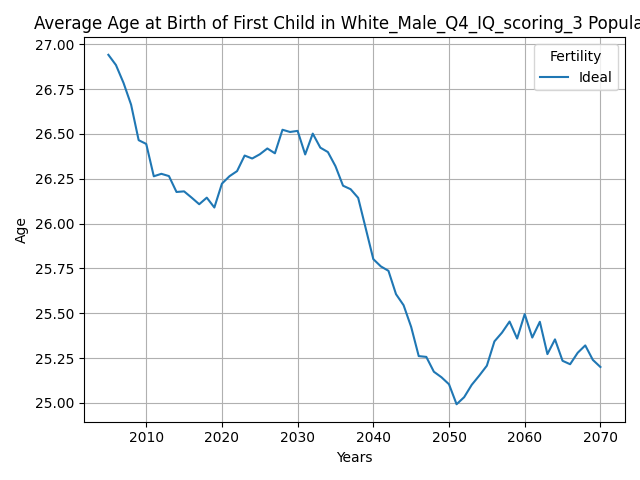 Average Age at Birth of First Child in White_Male_Q4_IQ_scoring_3 Popula
Fertility
Ideal
27.00
26.75
26.50
26.25
26.00
25.75
25.50
25.25
25.00
Age
2010 2020 2030 2040 2050 2060 2070
Years